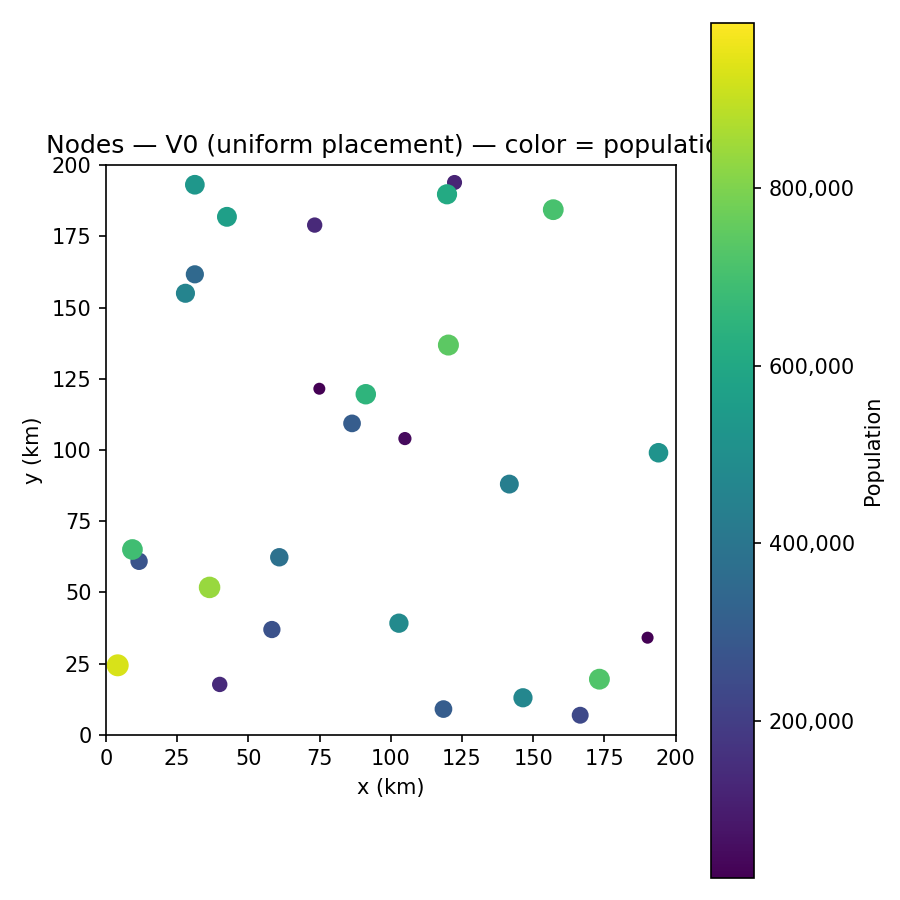 Nodes — V0 (uniform placement) — color = populatio
200
175
150
125
100
75
50
25
0
y (km)
0 25 50 75 100 125 150 175 200
x (km)
800,000
600,000
400,000
200,000
Population